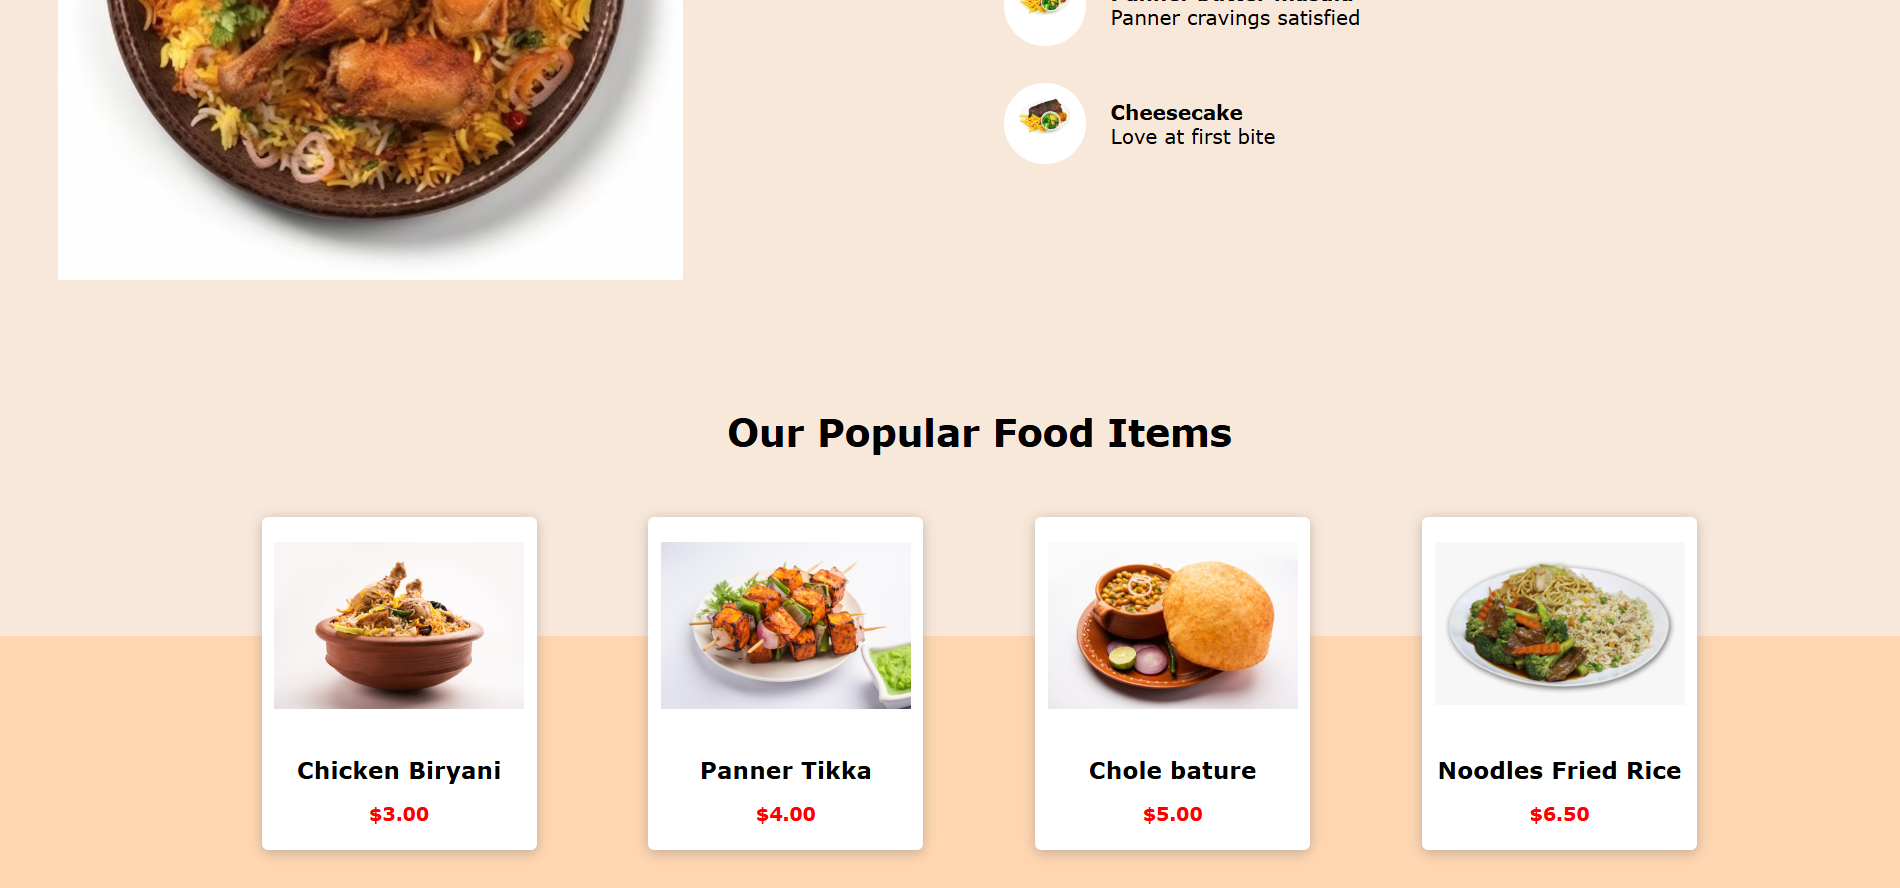 Panner cravings satisfied
Cheesecake
Love at first bite
Our Popular Food Items
Chicken Biryani
$3.00
Panner Tikka
$4.00
Chole bature
$5.00
Noodles Fried Rice
$6.50